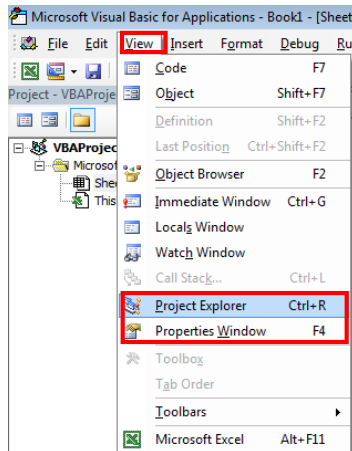 Microsoft Visual Basic for Applications - Book1 - [Sheet
File Edit View Insert Format Debug Ru
Project - VBAProje
VBAProjec
Microsof
She
This
Code F7
Object Shift+F7
Definition Shift+F2
Last Position Ctrl+Shift+F2
Object Browser F2
Immediate Window Ctrl+G
Locals Window
Watch Window
Call Stack... Ctrl+L
Project Explorer Ctrl+R
Properties Window F4
Toolbox
Tab Order
Toolbars
Microsoft Excel Alt+F11